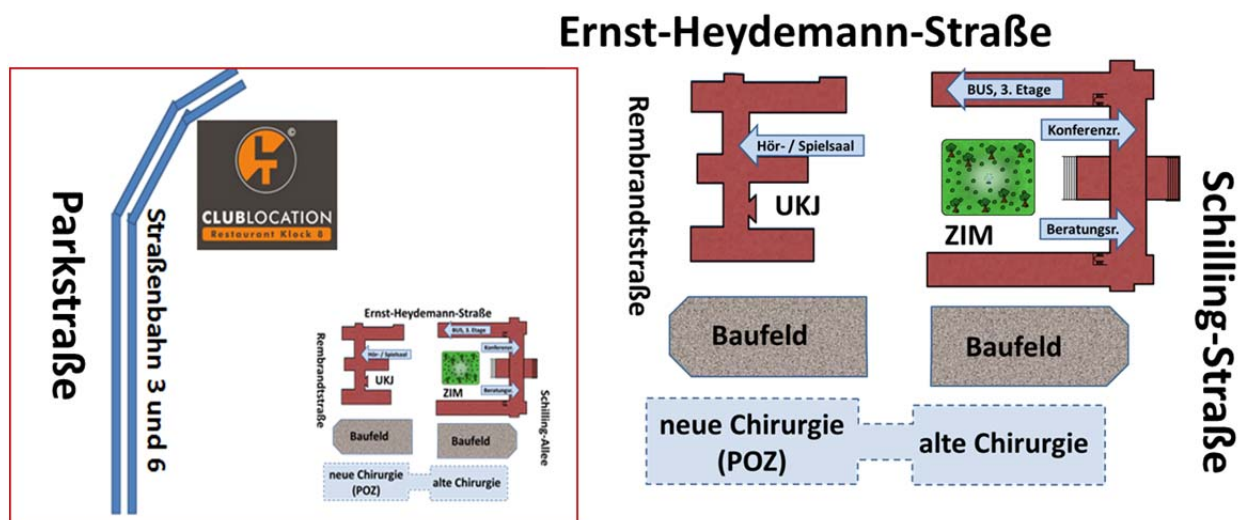 Parkstraße
Straßenbahn 3 und 6
©
CLUBLOCATION
Restaurant Klock 8
Ernst-Heydemann-Straße
BUS, 3. Etage
Konferenzr.
Hör- / Spielsaal
Rembrandtstraße
UKJ
ZIM
Beratungsr.
Schilling-Allee
Baufeld
Baufeld
neue Chirurgie
(POZ)
alte Chirurgie
Ernst-Heydemann-Straße
Rembrandtstraße
BUS, 3. Etage
Konferenzr.
Hör- / Spielsaal
UKJ
ZIM
Beratungsr.
Schilling-Straße
Baufeld
Baufeld
neue Chirurgie
(POZ)
alte Chirurgie